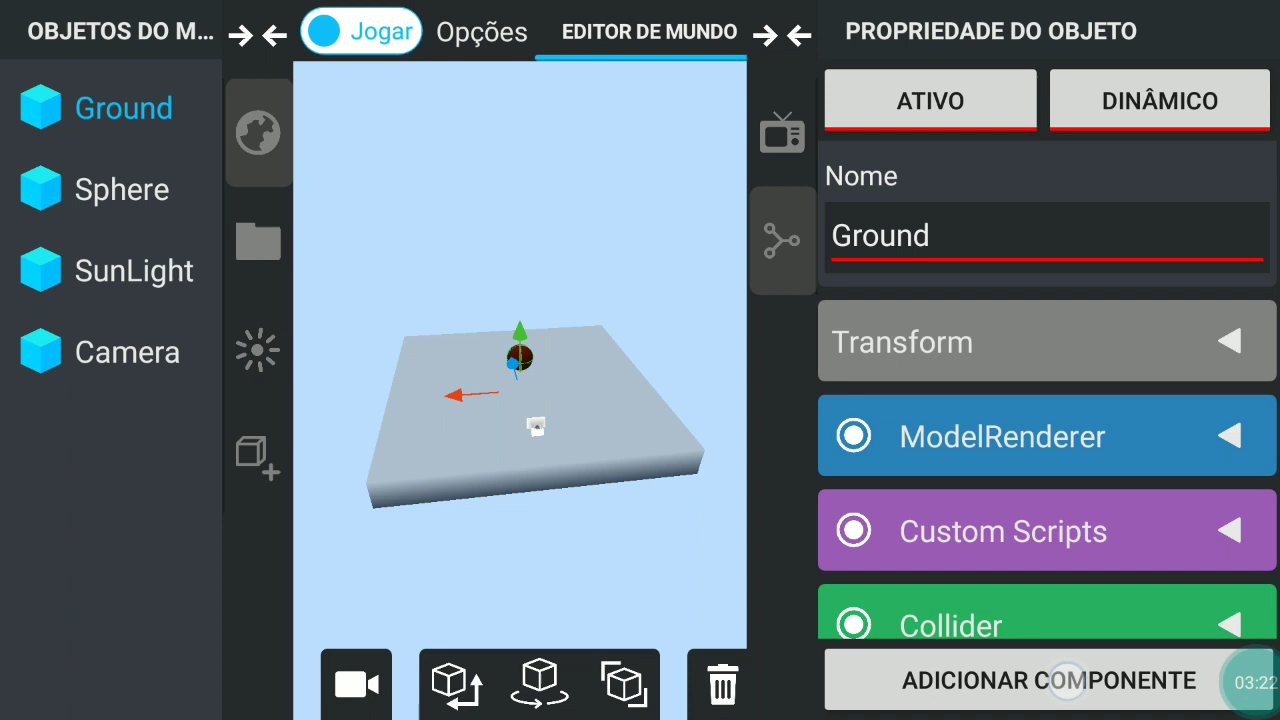 OBJETOS DO M...
Ground
Sphere
SunLight
Camera
Jogar
Opções
EDITOR DE MUNDO
PROPRIEDADE DO OBJETO
ATIVO
DINÂMICO
Nome
Ground
Transform
ModelRenderer
Custom Scripts
Collider
ADICIONAR COMPONENTE
03:22